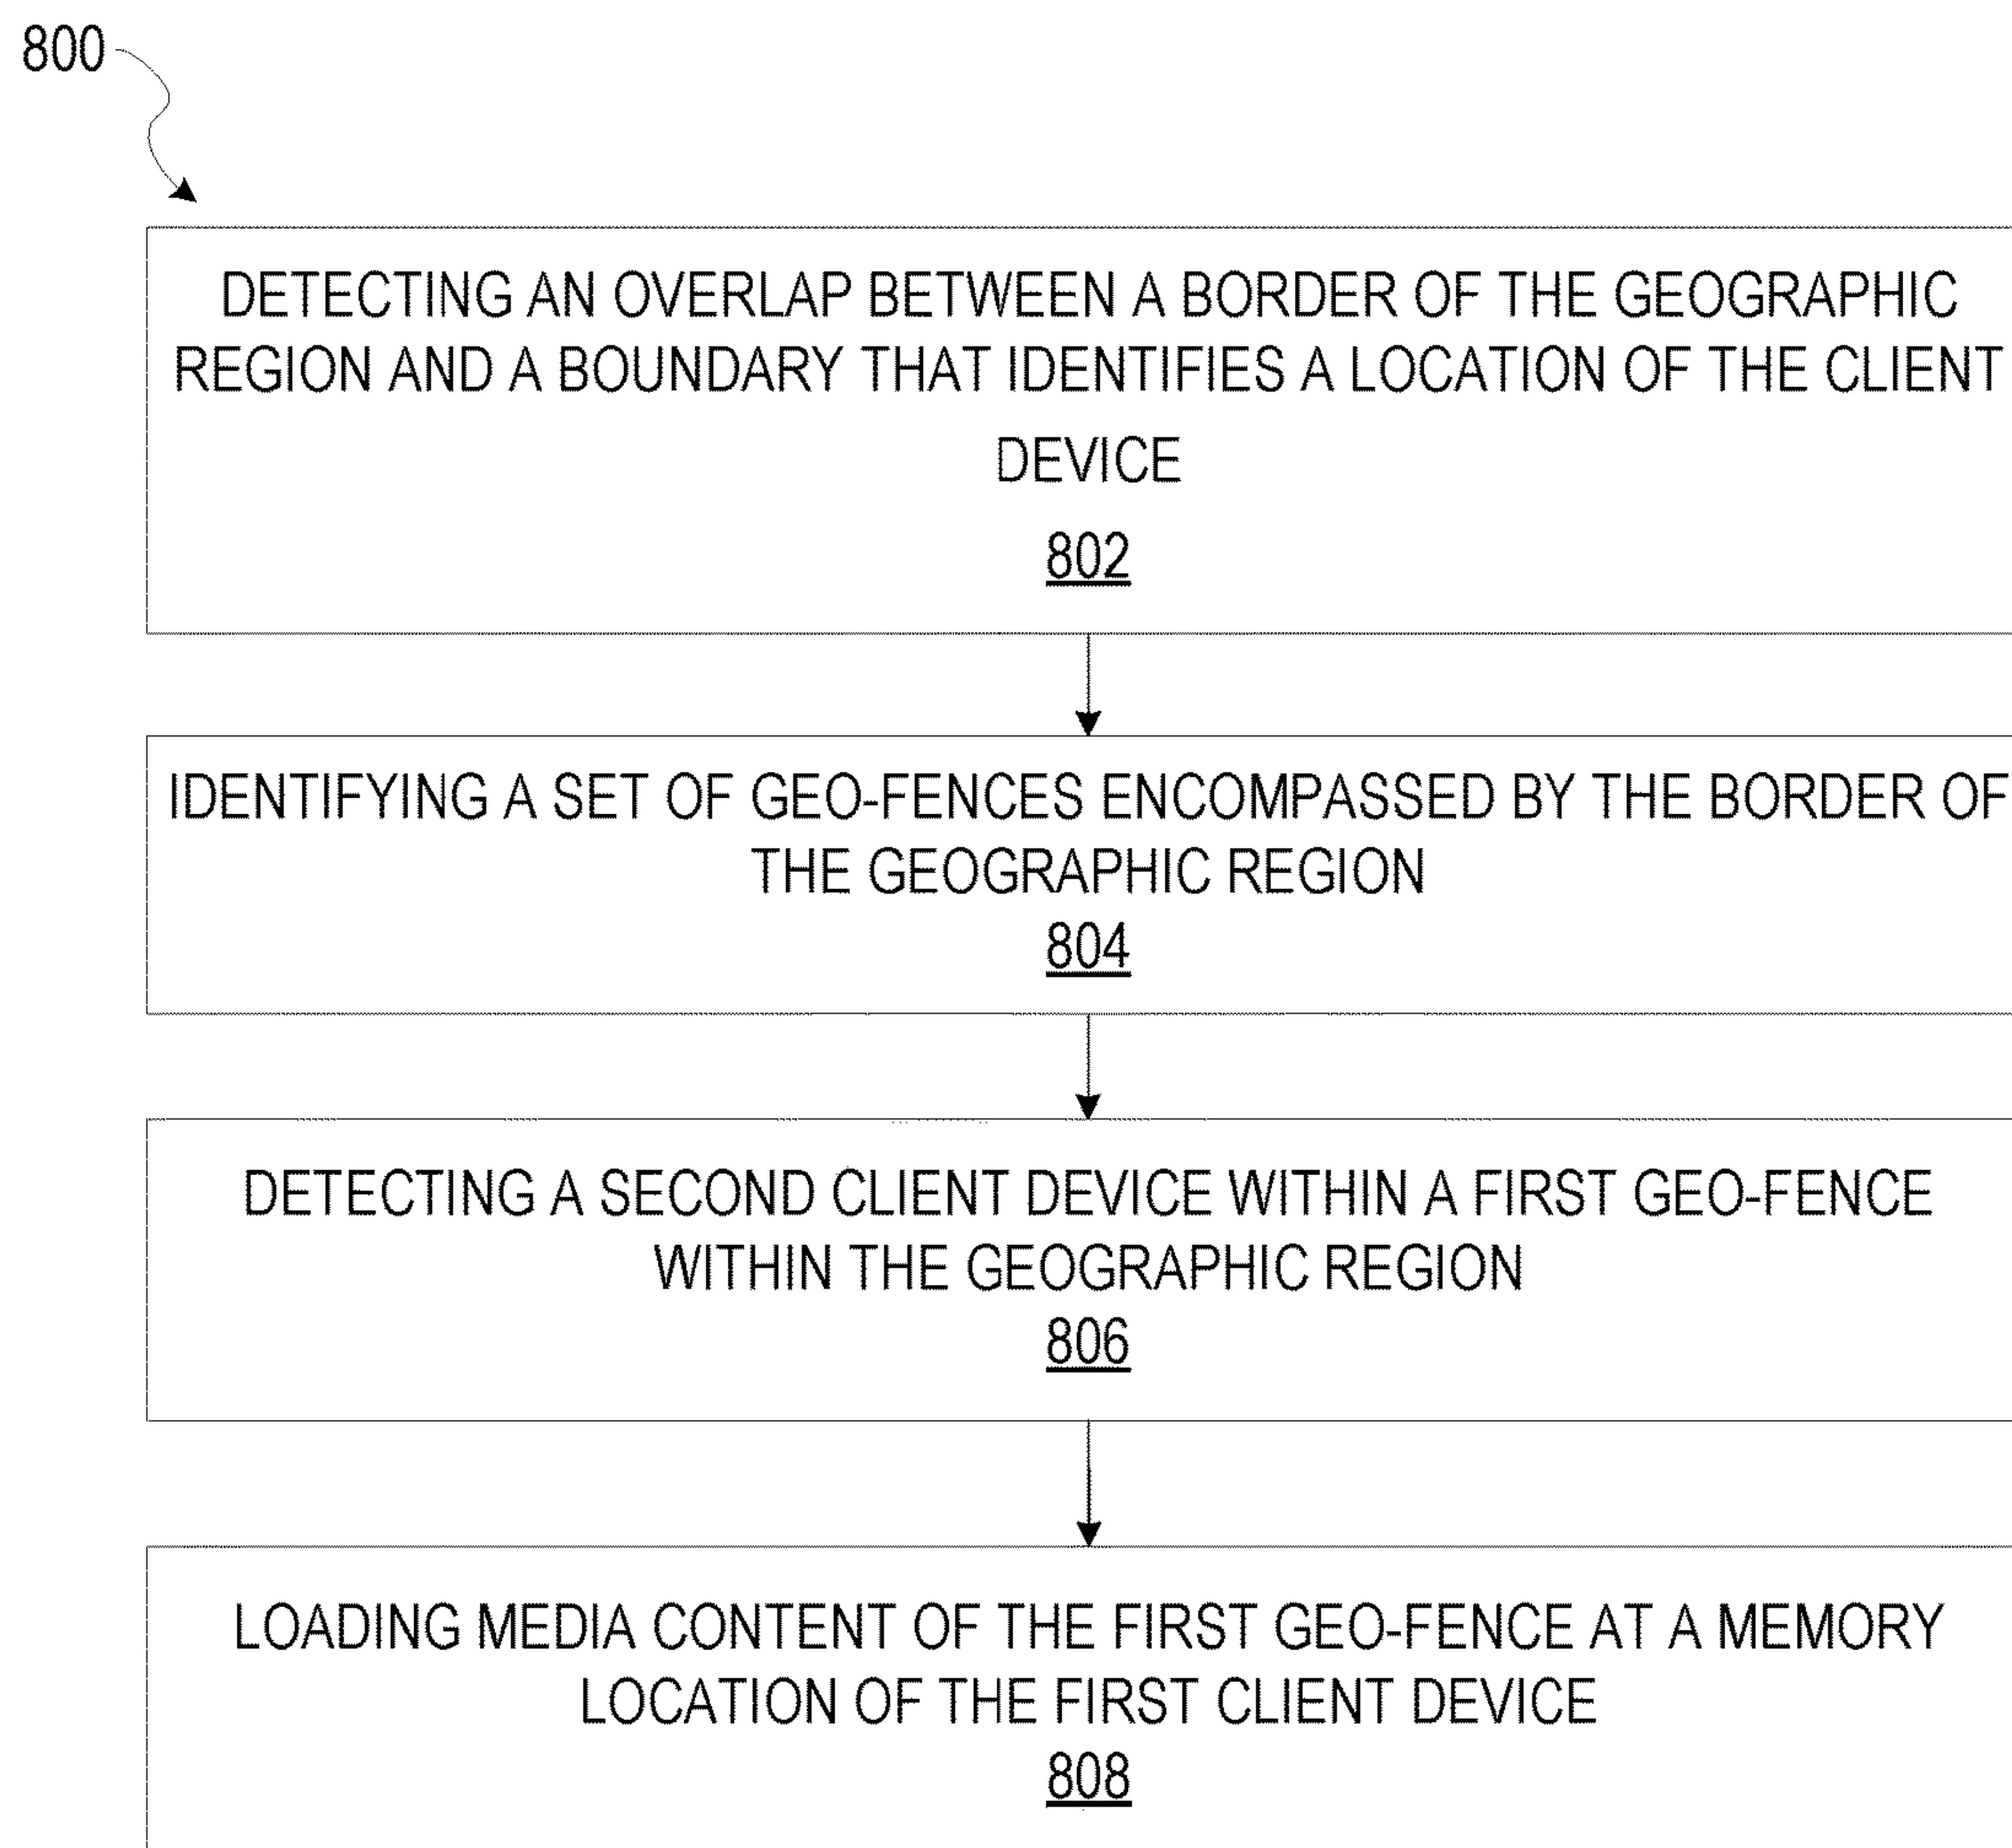 800
DETECTING AN OVERLAP BETWEEN A BORDER OF THE GEOGRAPHIC
REGION AND A BOUNDARY THAT IDENTIFIES A LOCATION OF THE CLIENT
DEVICE
802
IDENTIFYING A SET OF GEO-FENCES ENCOMPASSED BY THE BORDER OF
THE GEOGRAPHIC REGION
804
DETECTING A SECOND CLIENT DEVICE WITHIN A FIRST GEO-FENCE
WITHIN THE GEOGRAPHIC REGION
806
LOADING MEDIA CONTENT OF THE FIRST GEO-FENCE AT A MEMORY
LOCATION OF THE FIRST CLIENT DEVICE
808